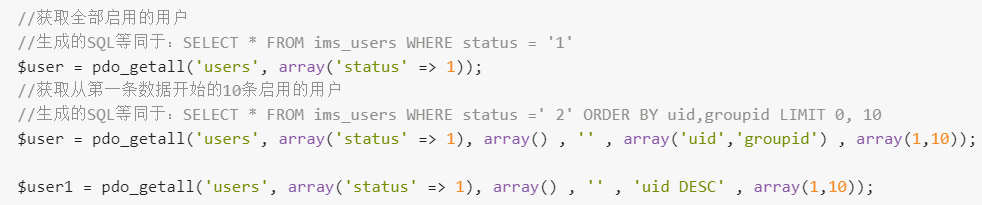 //获取全部启用的用户
//生成的SQL等同于：SELECT * FROM ims_users WHERE status = '1'
$user = pdo_getall('users', array('status' => 1));
//获取从第一条数据开始的10条启用的用户
//生成的SQL等同于：SELECT * FROM ims_users WHERE status =' 2' ORDER BY uid,groupid LIMIT 0, 10
$user = pdo_getall('users', array('status' => 1), array() , '' , array('uid','groupid') , array(1,10));
$user1 = pdo_getall('users', array('status' => 1), array() , '' , 'uid DESC' , array(1,10));